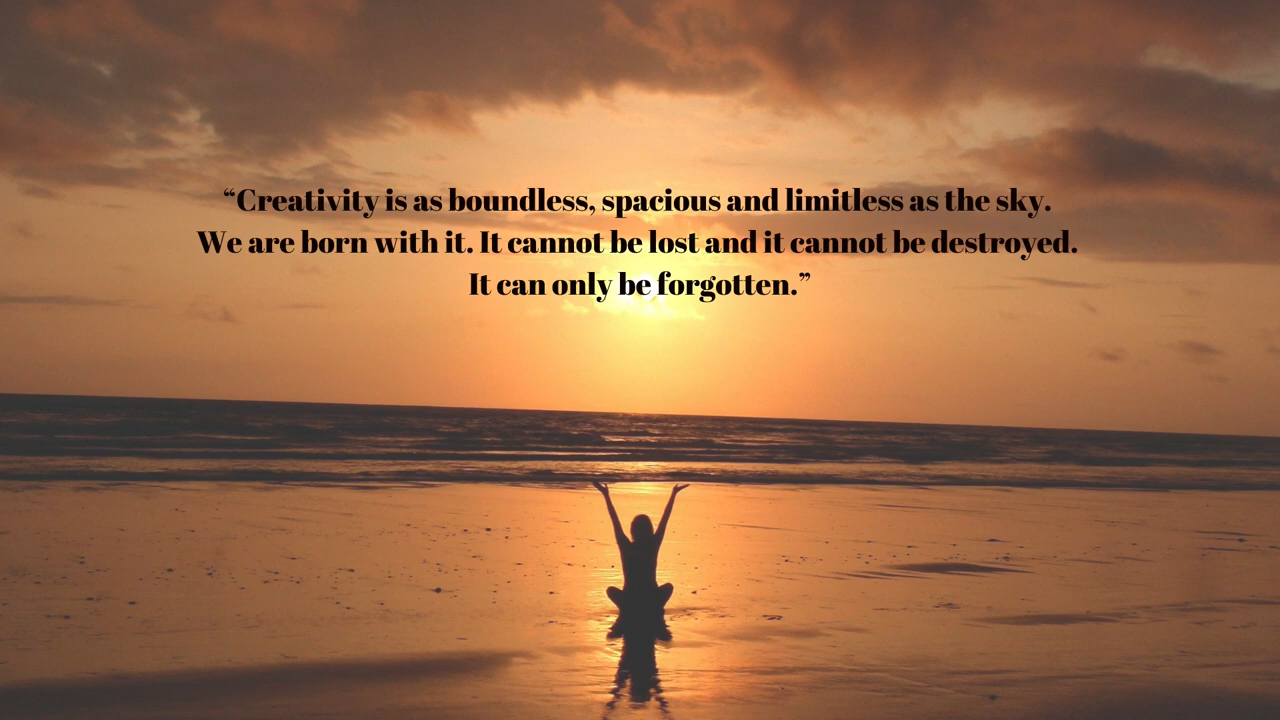 “Creativity is as boundless, spacious and limitless as the sky.
We are born with it. It cannot be lost and it cannot be destroyed.
It can only be forgotten.”